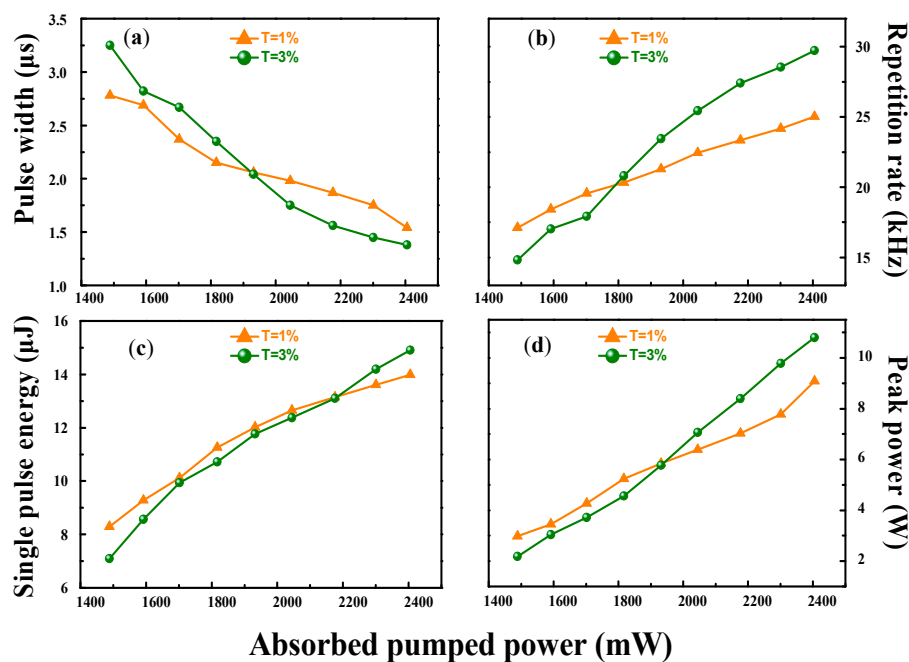 (a)
T=1%
T=3%
Pulse width (μs)
3.5
3.0
2.5
2.0
1.5
1.0
1400 1600 1800 2000 2200 2400
(b)
T=1%
T=3%
Repetition rate (kHz)
30
25
20
15
1400 1600 1800 2000 2200 2400
(c)
T=1%
T=3%
Single pulse energy (μJ)
16
14
12
10
8
6
1400 1600 1800 2000 2200 2400
(d)
T=1%
T=3%
Peak power (W)
10
8
6
4
2
1400 1600 1800 2000 2200 2400
Absorbed pumped power (mW)